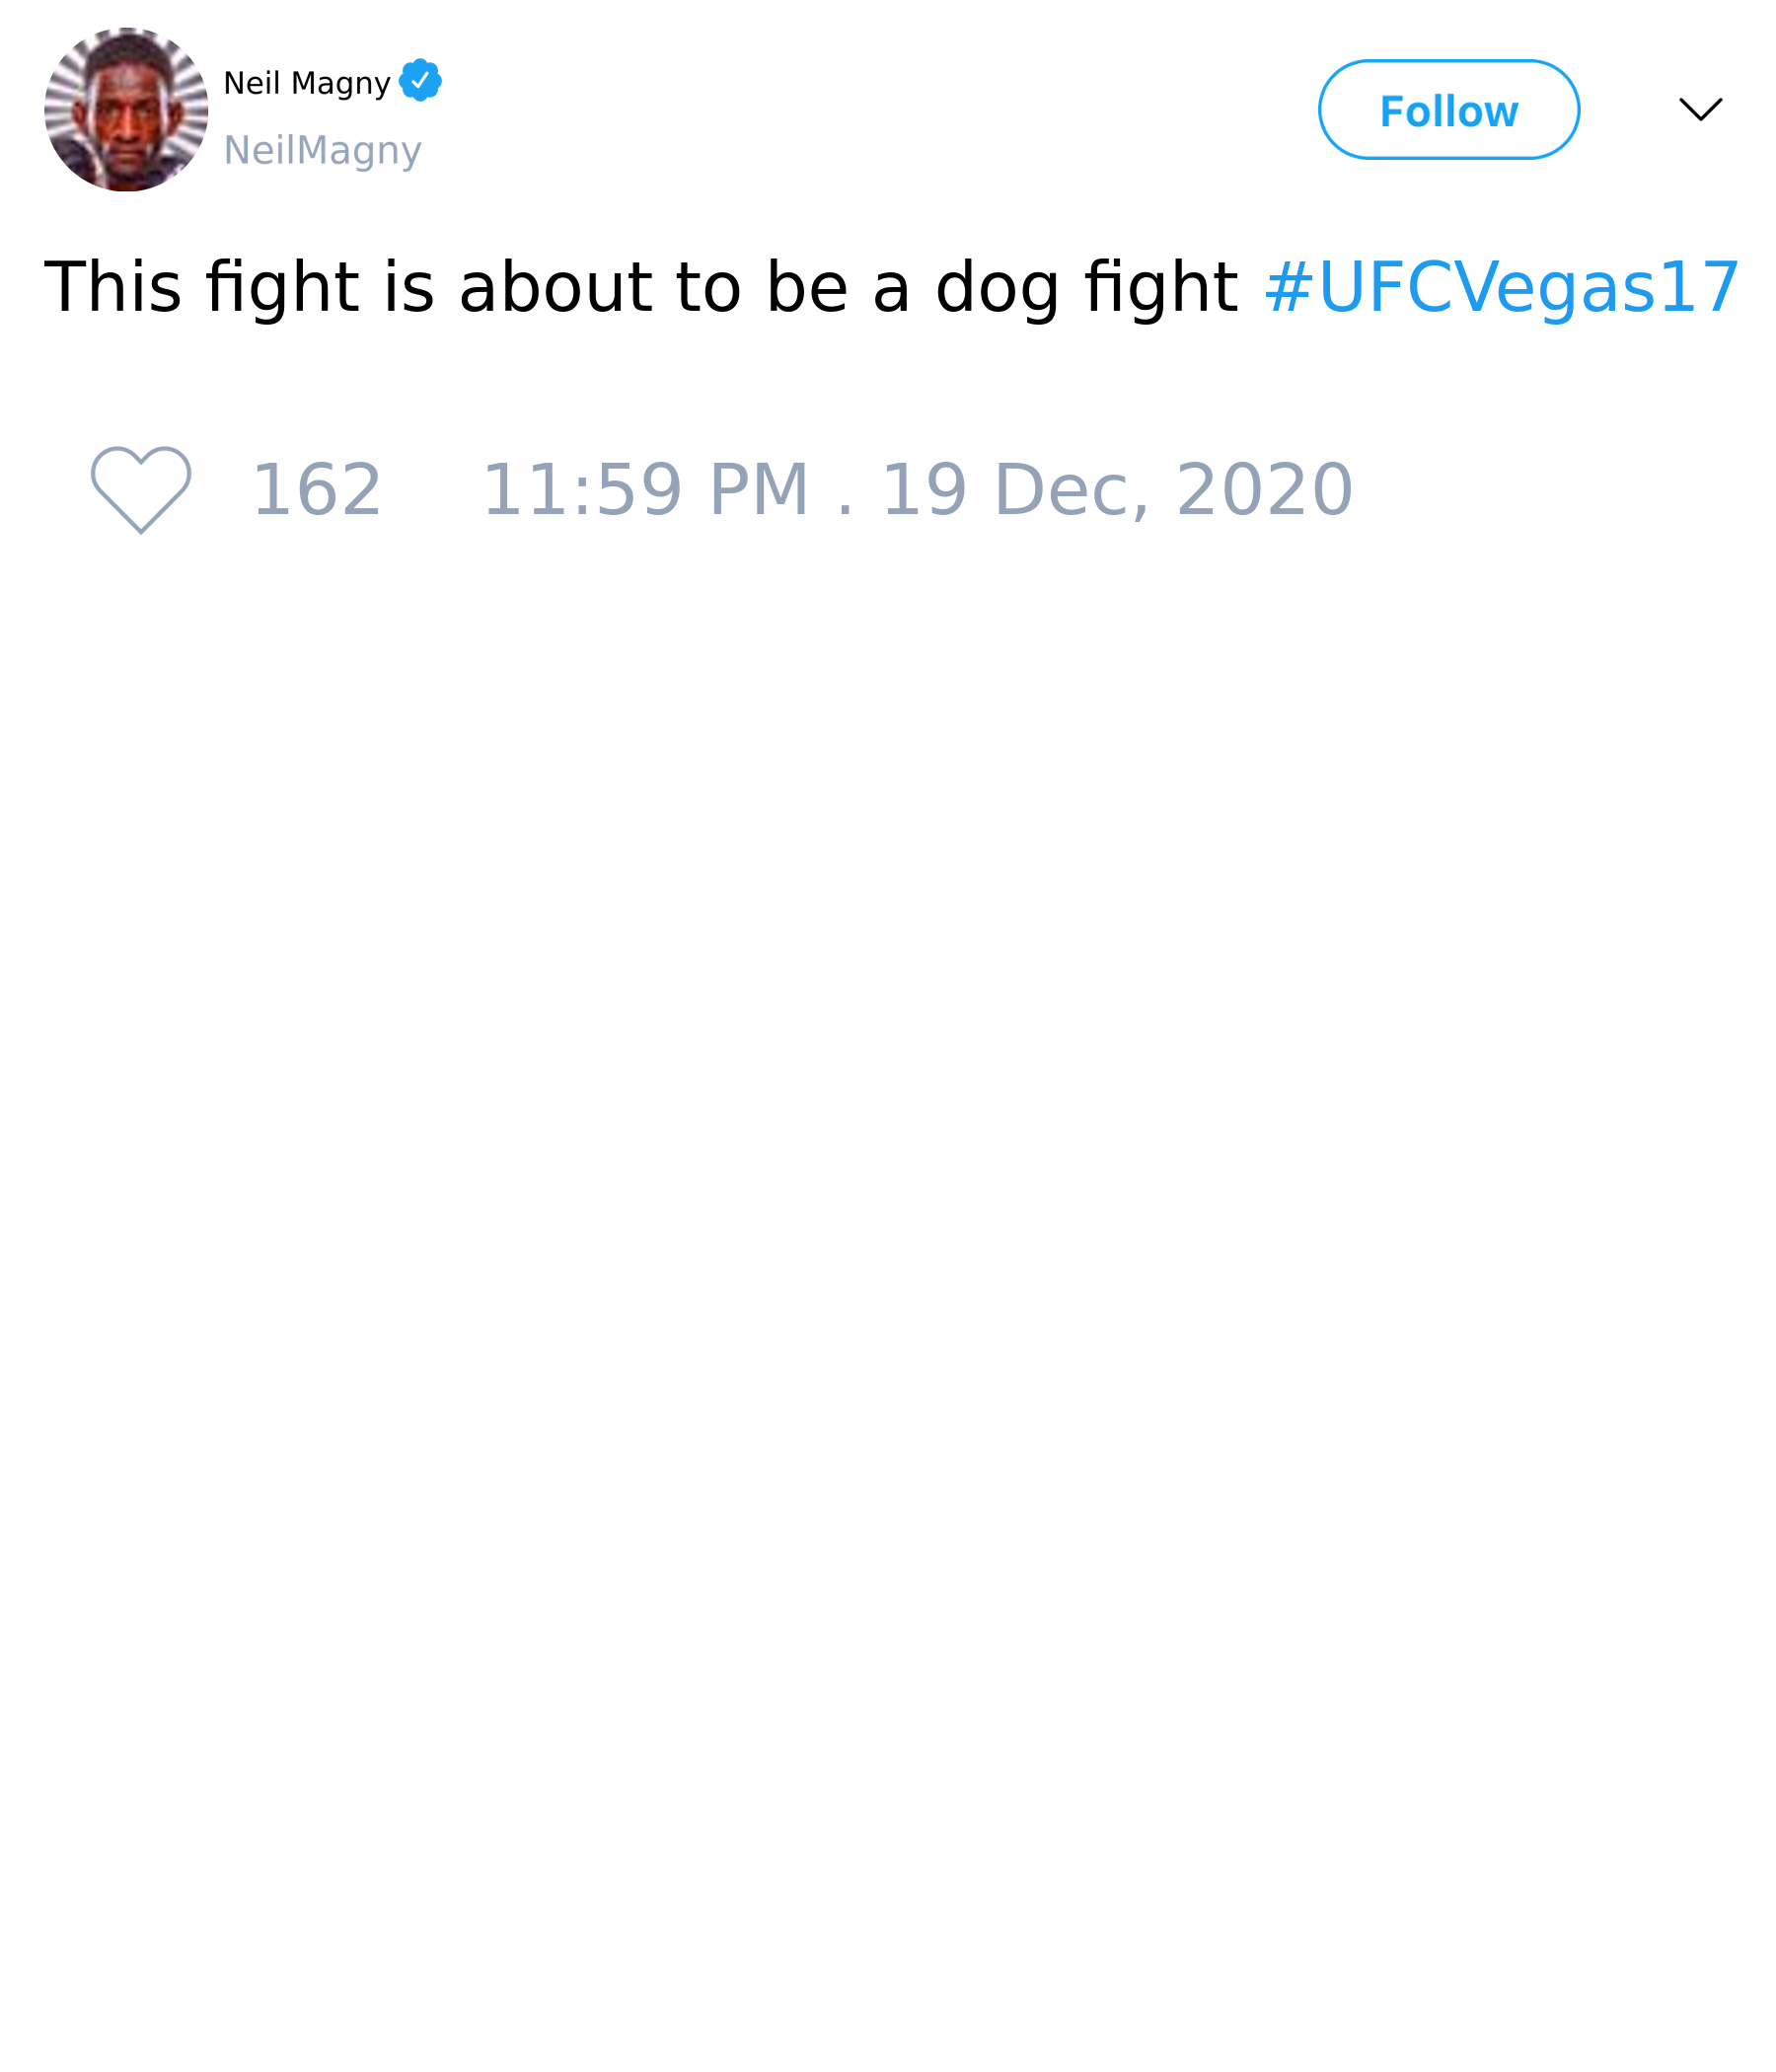 Neil Magny
NeilMagny
Follow
This fight is about to be a dog fight #UFCVegas17
162 11:59 PM . 19 Dec, 2020